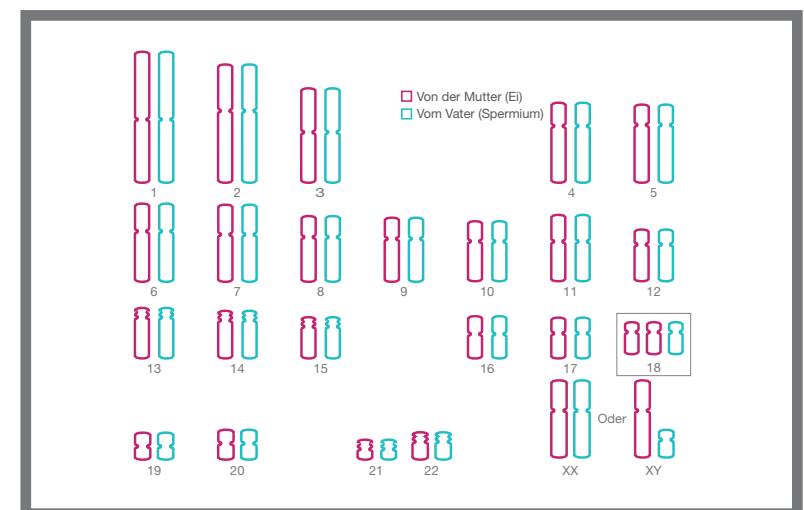 Von der Mutter (Ei)
Vom Vater (Spermium)
1 2 3 4 5
6 7 8 9 10 11 12
13 14 15 16 17 18
Oder
19 20 21 22 XX XY